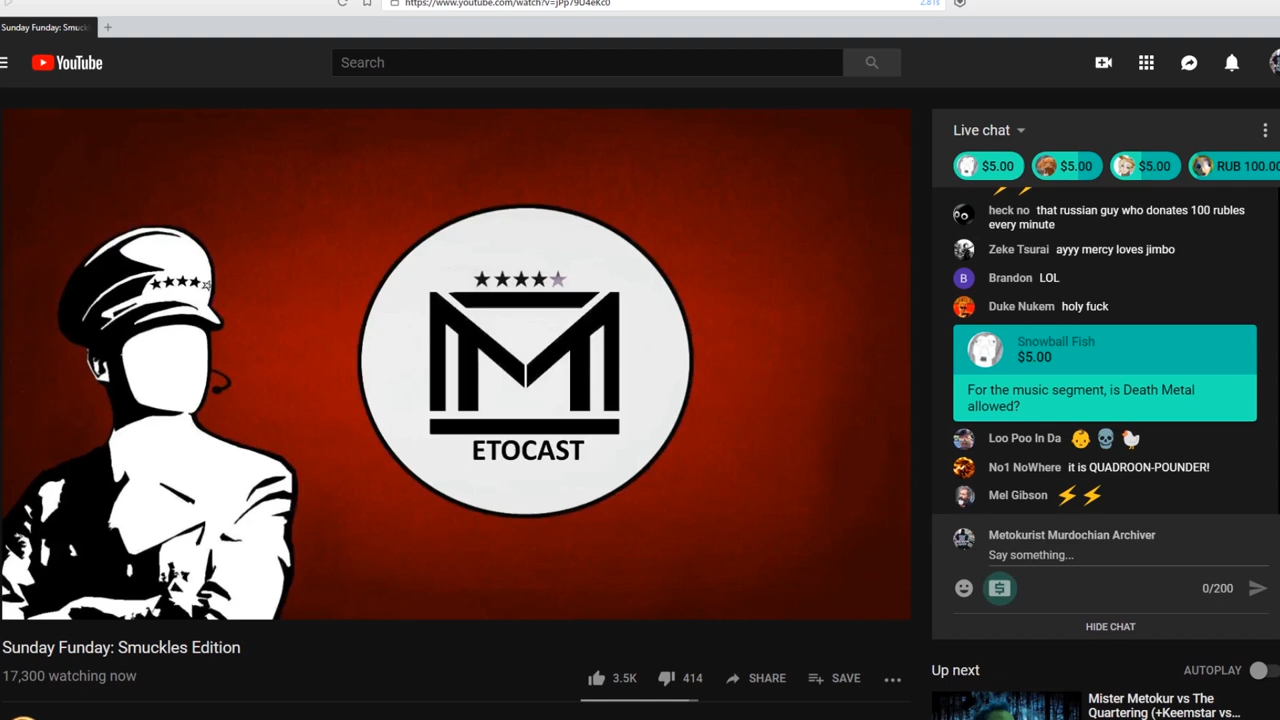 https://www.youtube.com/watch?v=jPp79U4eKc0
2.81s
Sunday Funday: Smuckl
YouTube
Search
ETOCAST
Live chat
$5.00
$5.00
$5.00
RUB 100.00
heck no that russian guy who donates 100 rubles
every minute
Zeke Tsurai ayyy mercy loves jimbo
B
Brandon LOL
Duke Nukem holy fuck
Snowball Fish
$5.00
For the music segment, is Death Metal
allowed?
Loo Poo In Da
No1 NoWhere it is QUADROON-POUNDER!
Mel Gibson
Metokurist Murdochian Archiver
Say something...
0/200
HIDE CHAT
Sunday Funday: Smuckles Edition
17,300 watching now
3.5K
414
SHARE
SAVE
Up next
AUTOPLAY
Mister Metokur vs The
Quartering (+Keemstar vs...